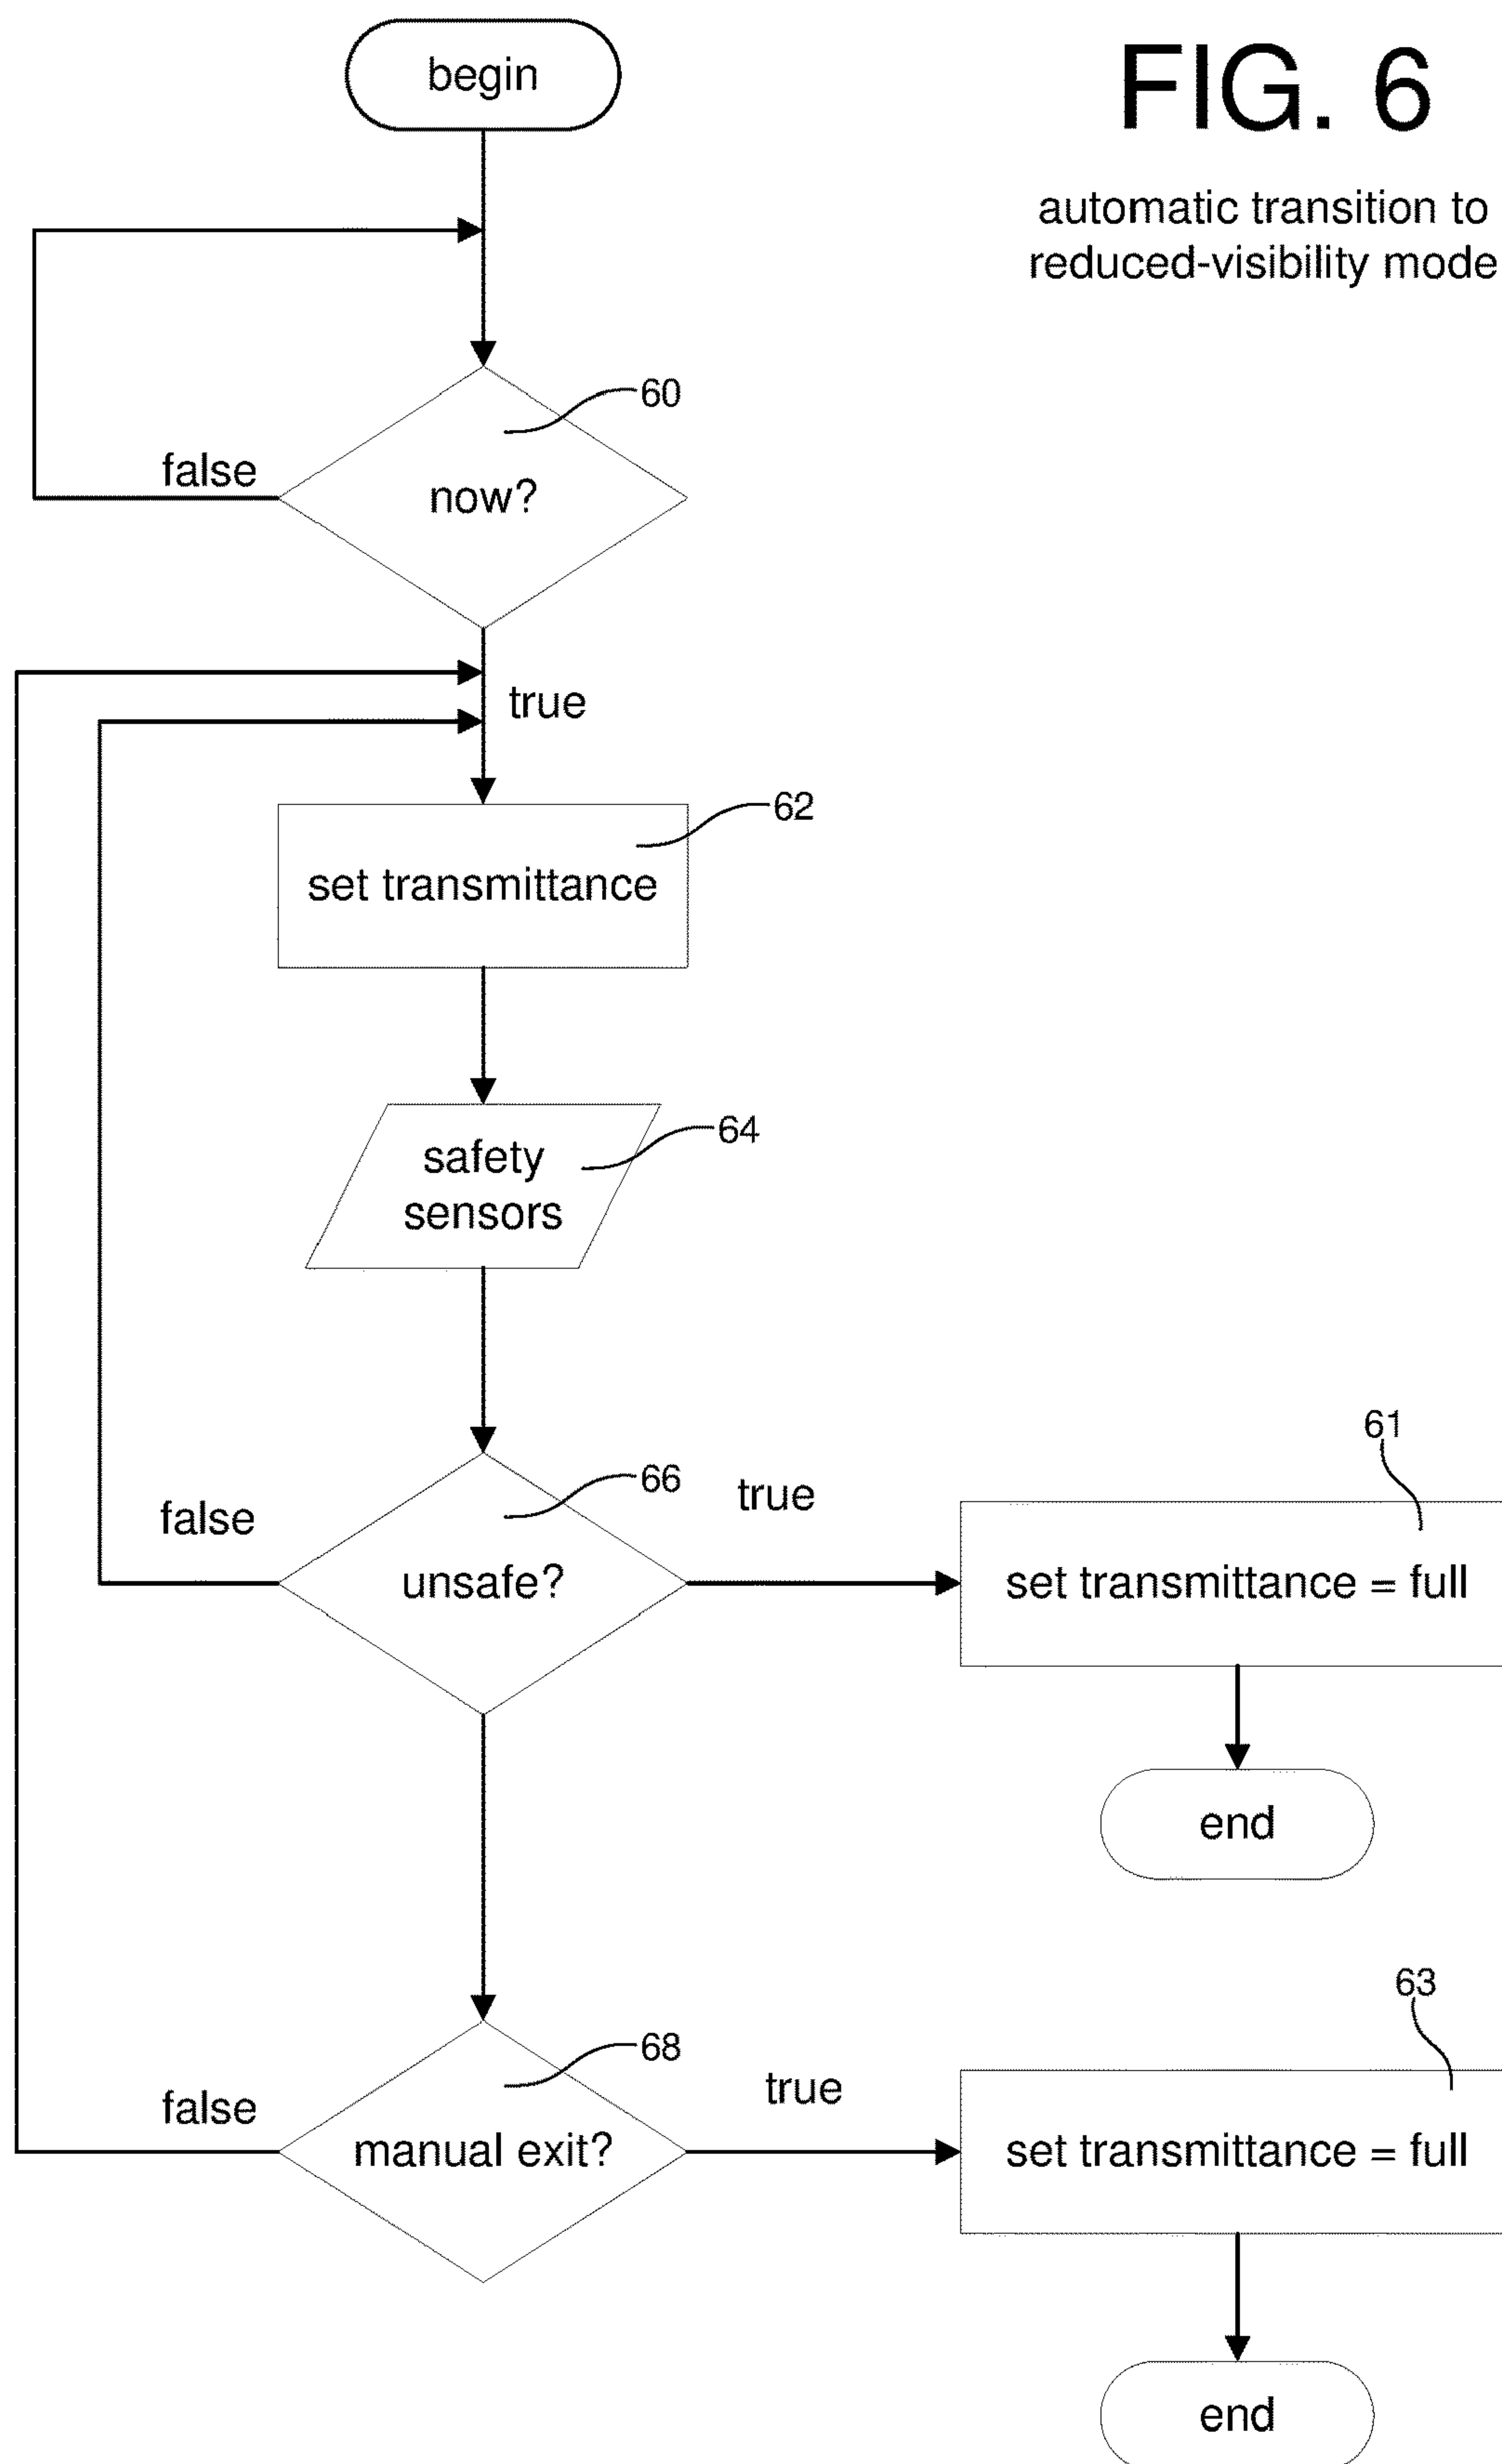 begin
FIG. 6
automatic transition to
reduced-visibility mode
60
false
now?
true
62
set transmittance
64
safety
sensors
61
66
true
false
unsafe?
set transmittance = full
end
63
68
true
false
manual exit?
set transmittance = full
end